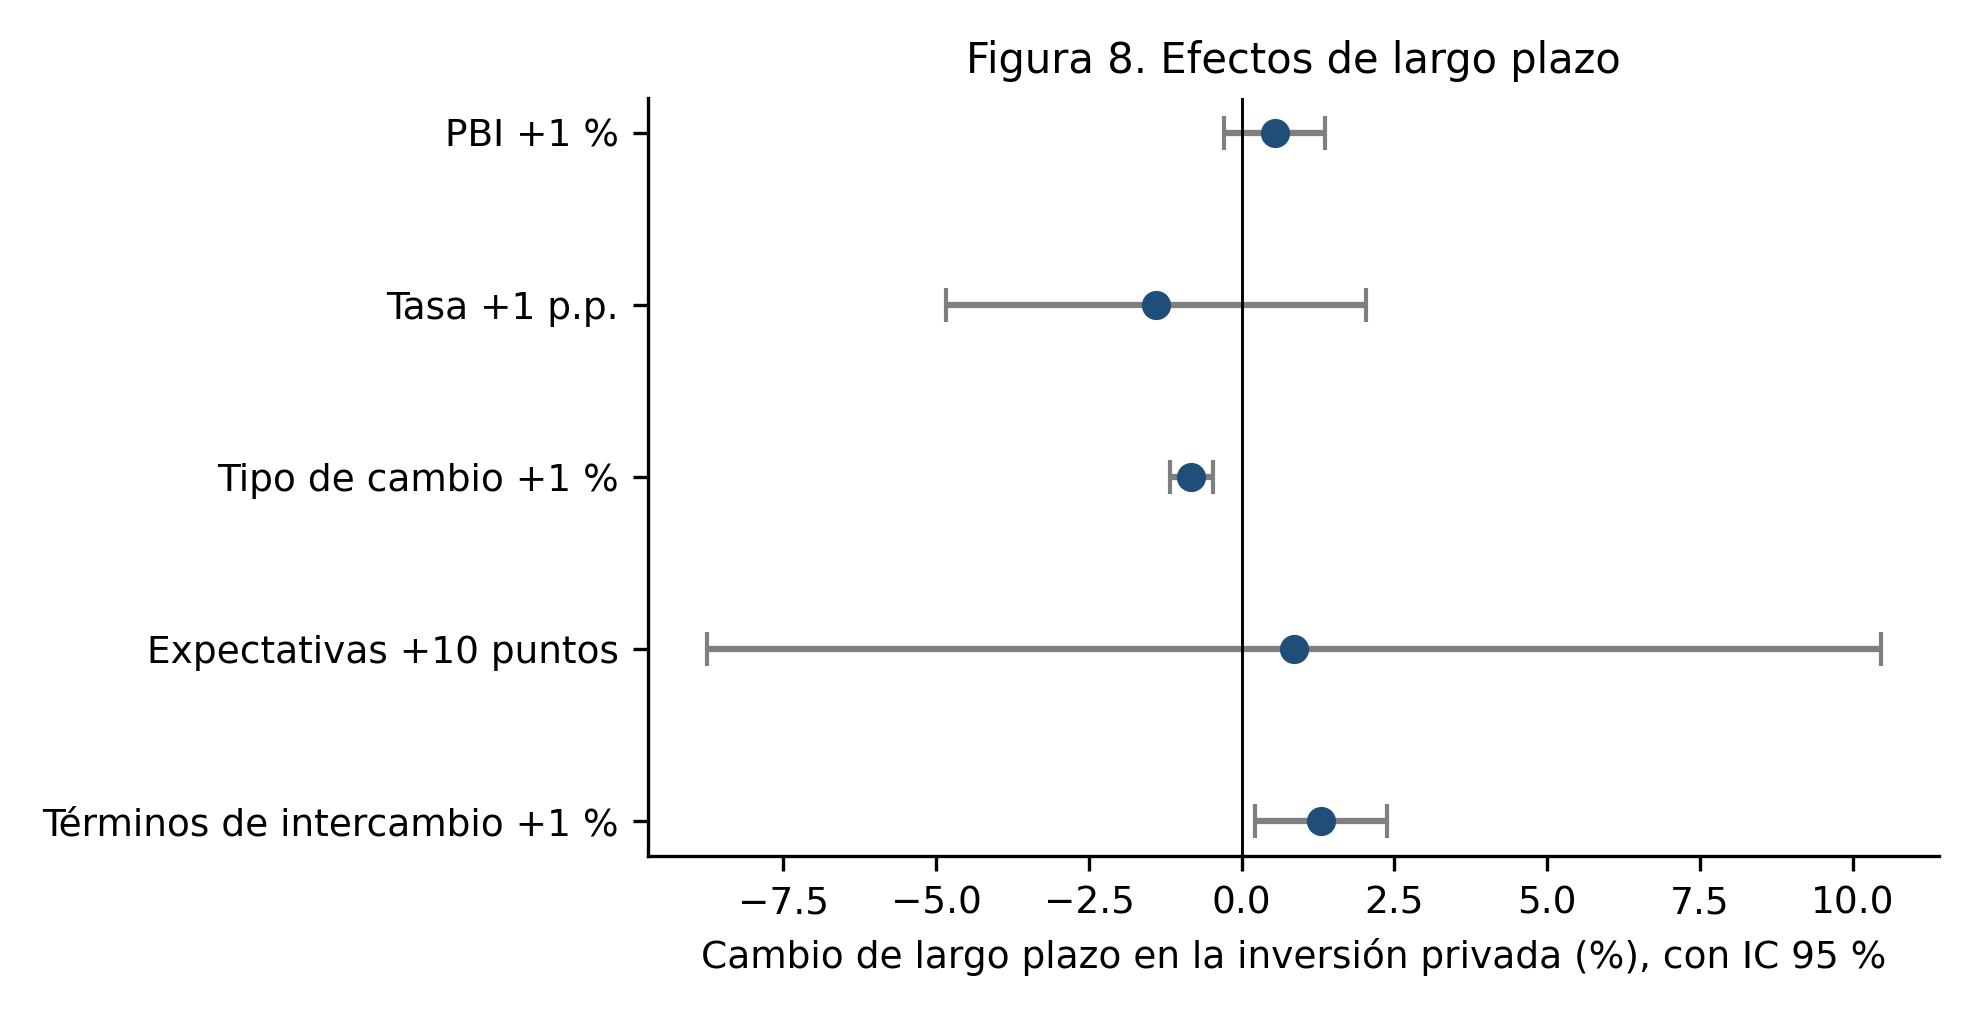 Figura 8. Efectos de largo plazo
PBI +1 %
Tasa +1 p.p.
Tipo de cambio +1 %
Expectativas +10 puntos
Términos de intercambio +1 %
−7.5 −5.0 −2.5 0.0 2.5 5.0 7.5 10.0
Cambio de largo plazo en la inversión privada (%), con IC 95 %